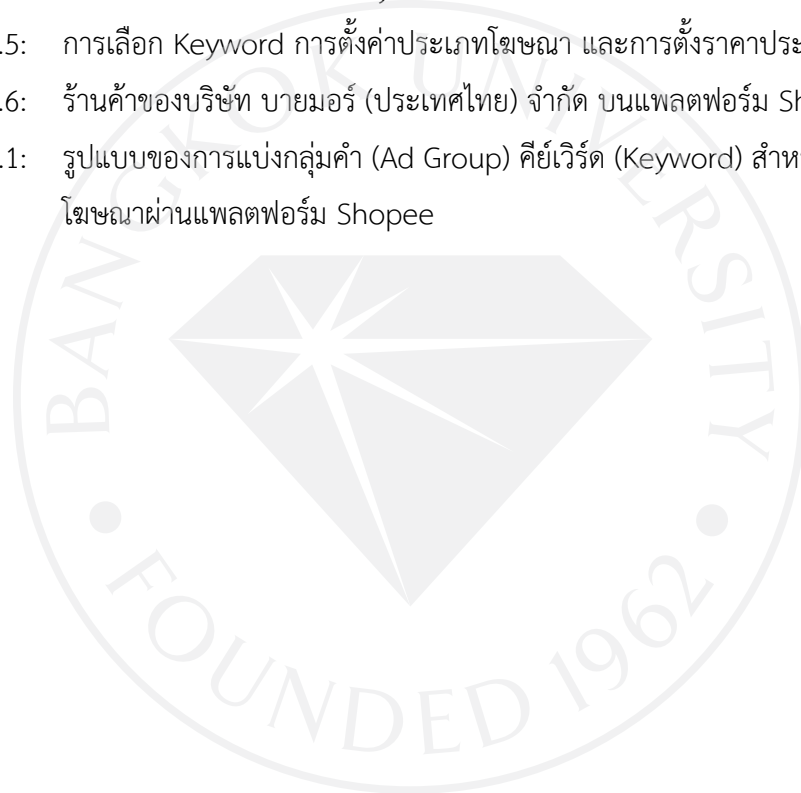 .5: การเลือก Keyword การตั้งค่าประเภทโฆษณา และการตั้งราคาประ
.6: ร้านค้าของบริษัท บายมอร์ (ประเทศไทย) จำกัด บนแพลตฟอร์ม Sh
.1: รูปแบบของการแบ่งกลุ่มคำ (Ad Group) คีย์เวิร์ด (Keyword) สำห
โฆษณาผ่านแพลตฟอร์ม Shopee
BANGKOK UNIVERSITY
FOUNDED 1962